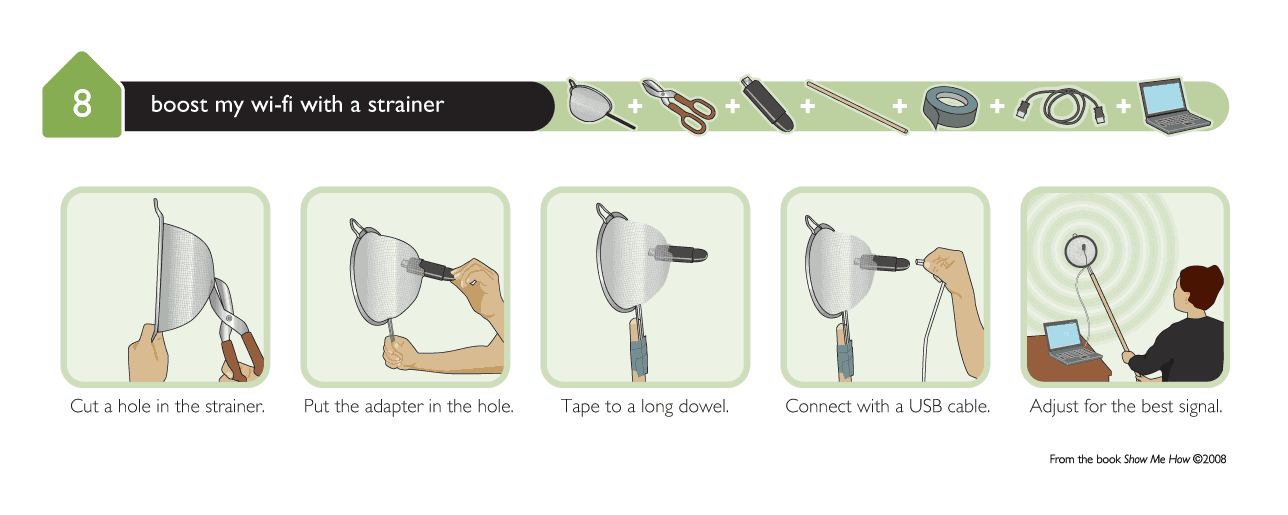 8
boost my wi-fi with a strainer
+ + + + + +
Cut a hole in the strainer.
Put the adapter in the hole.
Tape to a long dowel.
Connect with a USB cable.
Adjust for the best signal.
From the book Show Me How ©2008